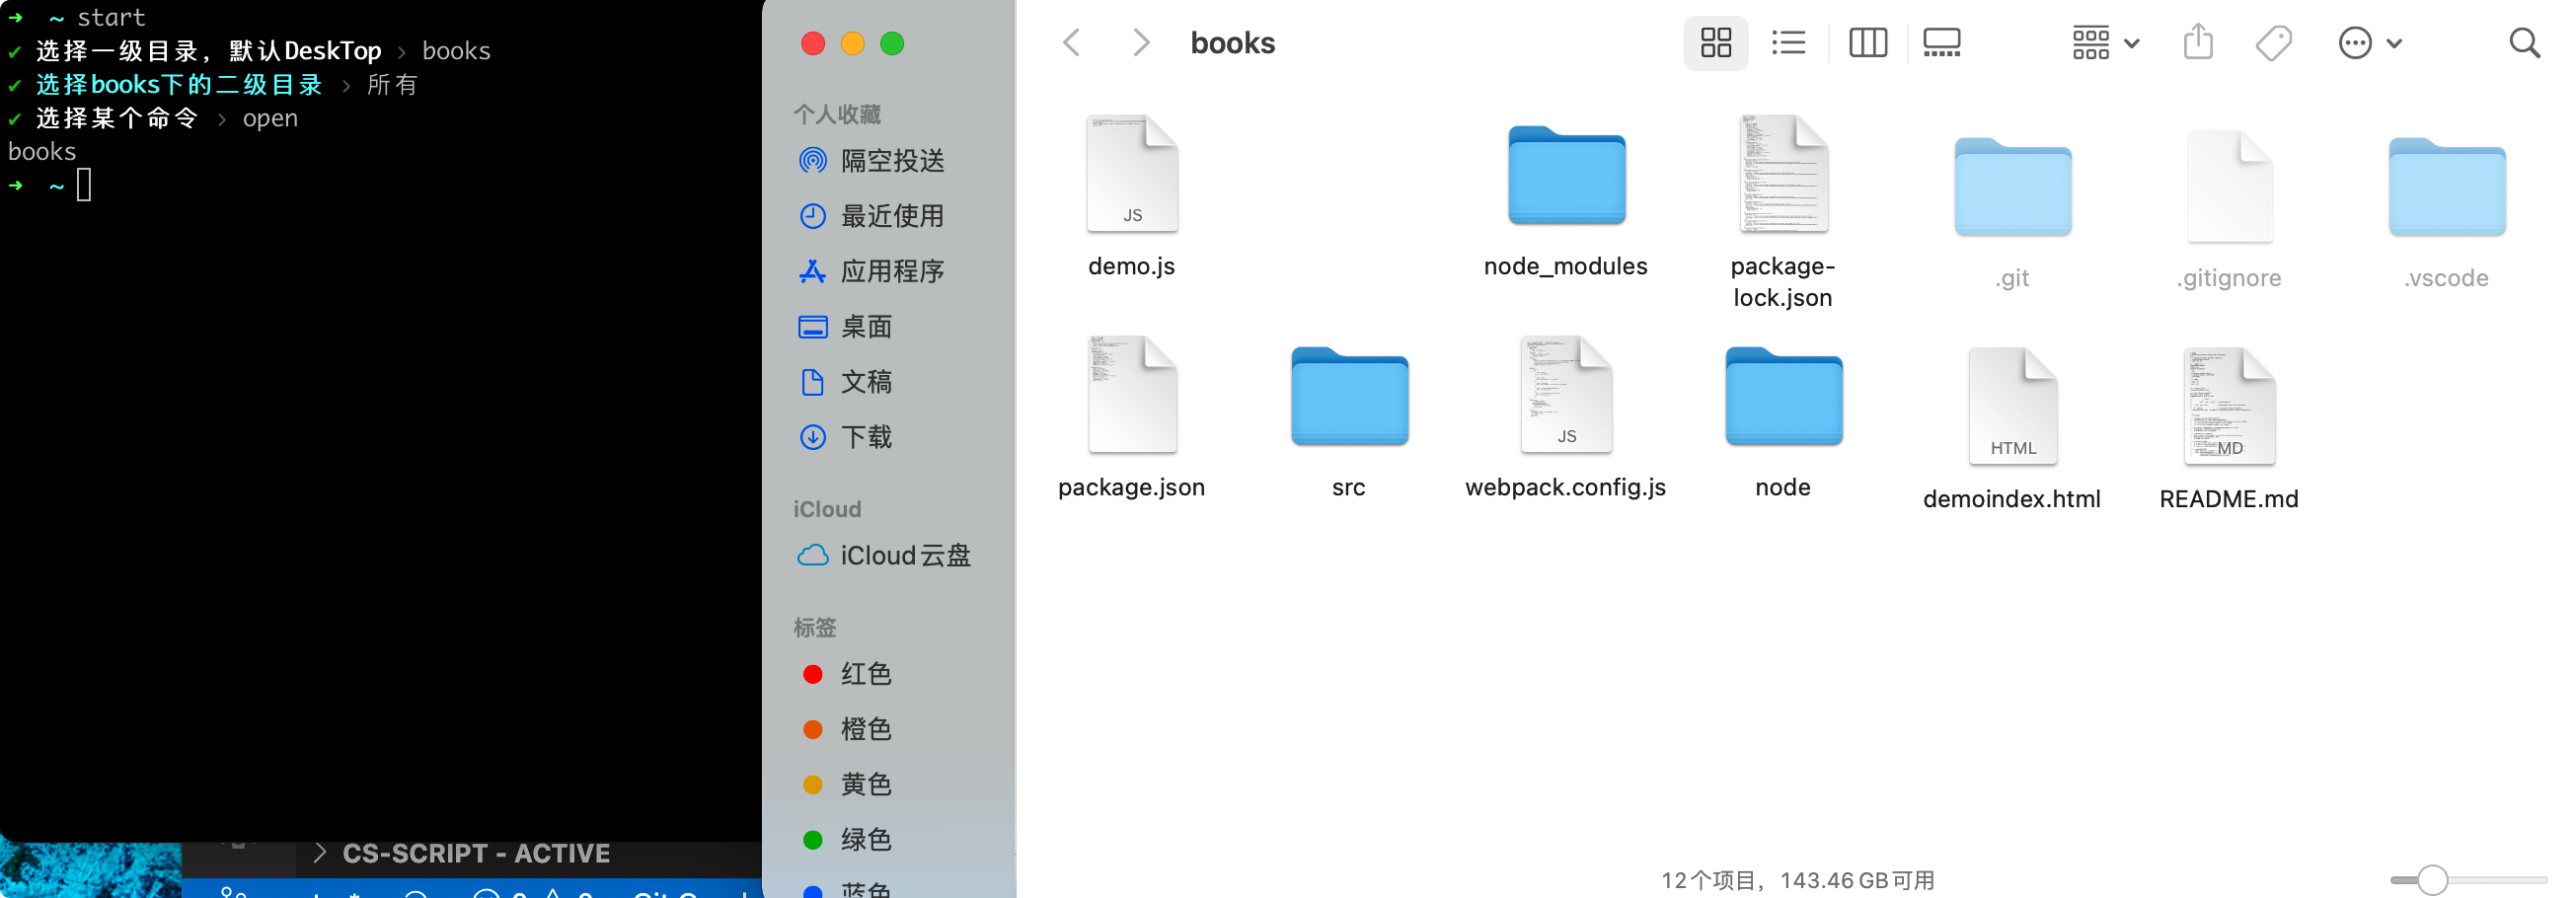 ➜ ~ start
✔ 选择一级目录，默认DeskTop › books
✔ 选择books下的二级目录 › 所有
✔ 选择某个命令 › open
books
➜ ~
CS-SCRIPT - ACTIVE
个人收藏
隔空投送
最近使用
应用程序
桌面
文稿
下载
iCloud
iCloud云盘
标签
红色
橙色
黄色
绿色
蓝色
books
JS
demo.js
node_modules
package-
lock.json
.git
.gitignore
.vscode
package.json
src
JS
webpack.config.js
node
HTML
demoindex.html
MD
README.md
12个项目，143.46 GB可用